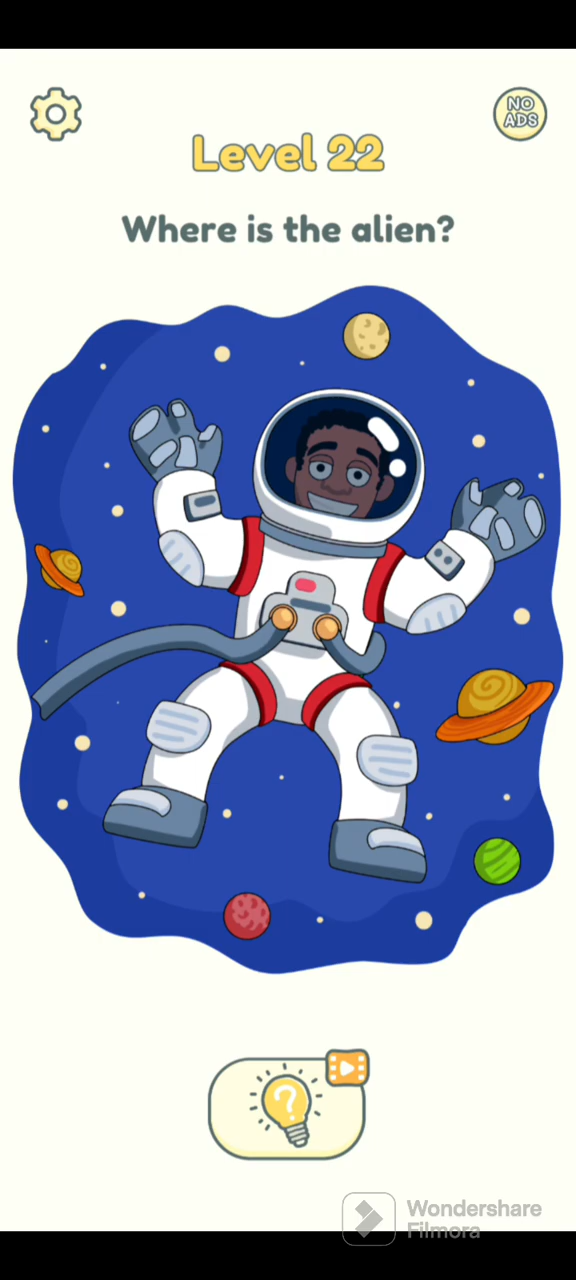 NO
ADS
Level 22
Where is the alien?
?
Wondershare
Filmora